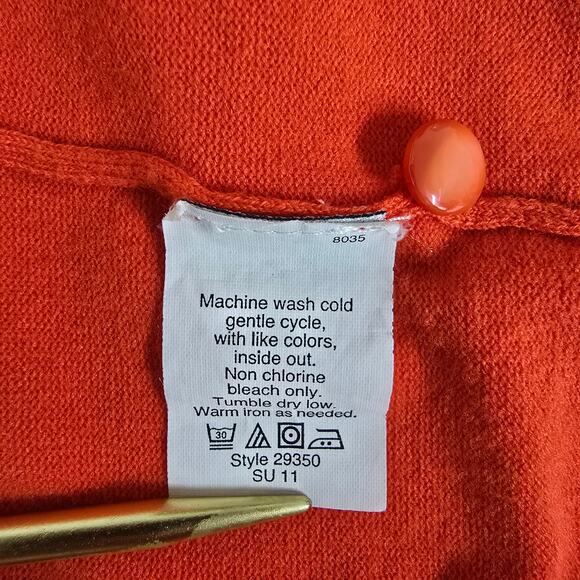 8035
Machine wash cold
gentle cycle,
with like colors,
inside out.
Non chlorine
bleach only.
Tumble dry low.
Warm iron as needed.
30
Style 29350
SU 11